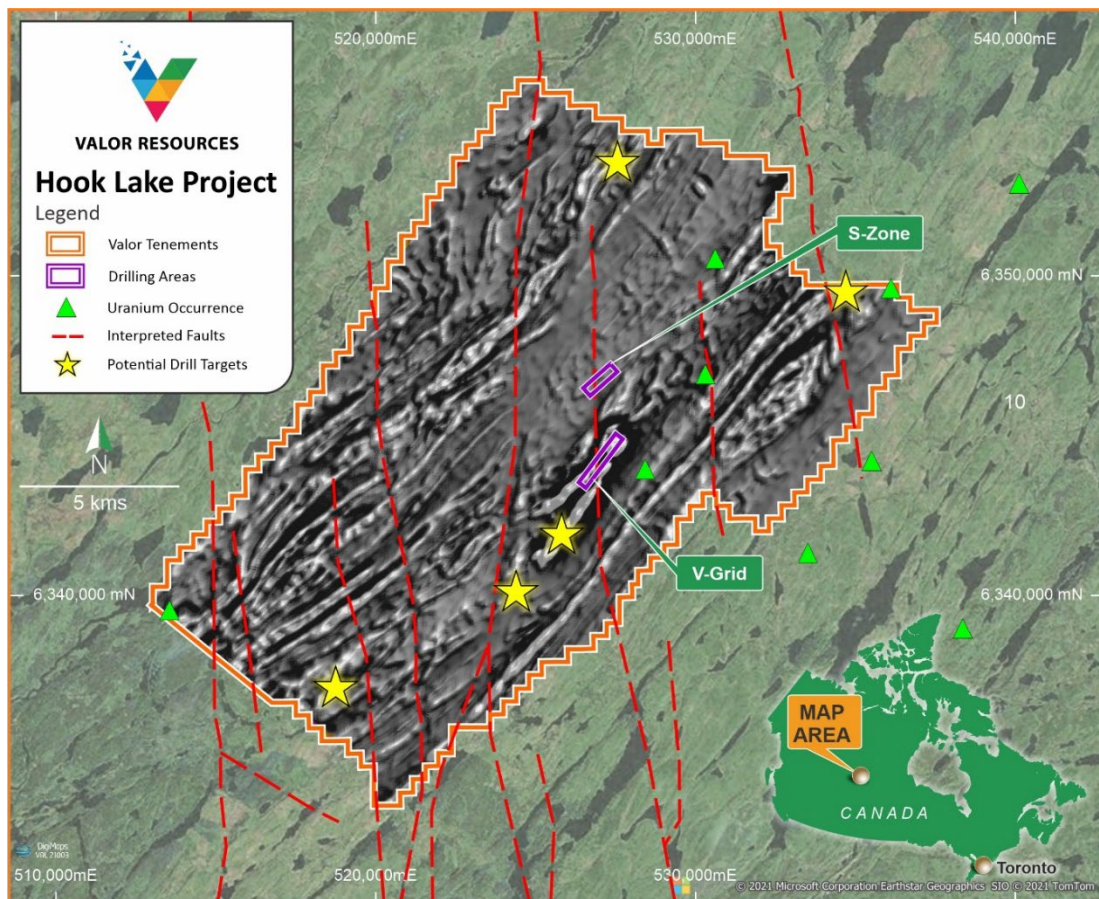 520,000mE
530,000mE
540,000mE
VALOR RESOURCES
Hook Lake Project
Legend
Valor Tenements
Drilling Areas
Uranium Occurrence
Interpreted Faults
Potential Drill Targets
S-Zone
6,350,000 mN
10
N
5 kms
V-Grid
6,340,000 mN
6,340,000 mN
MAP
AREA
CANADA
Toronto
DigMaps
VAL 21003
510,000mE
520,000mE
530,000mE
© 2021 Microsoft Corporation Earthstar Geographics SIO © 2021 TomTom